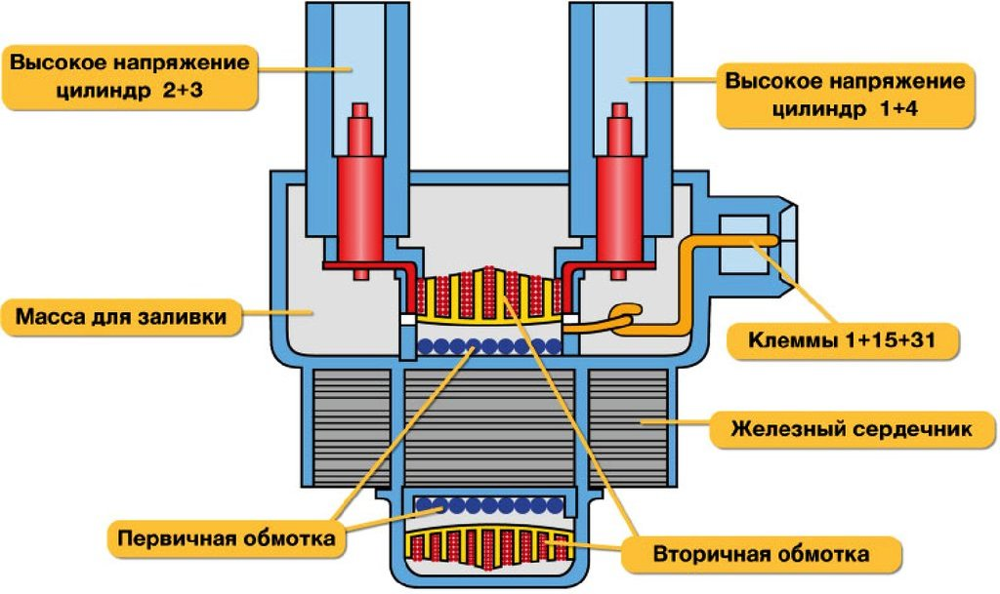 Высокое напряжение
цилиндр 2+3
Высокое напряжение
цилиндр 1+4
Масса для заливки
Клеммы 1+15+31
Железный сердечник
Первичная обмотка
Вторичная обмотка